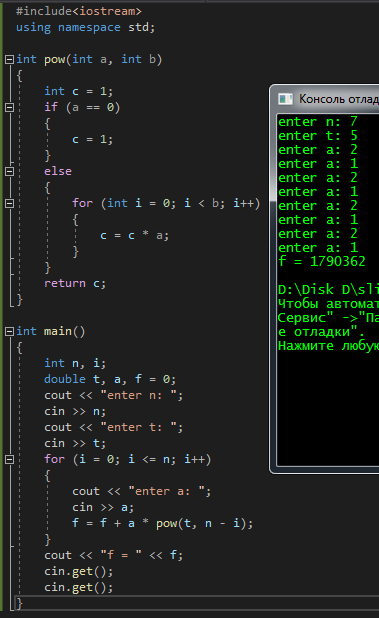 #include<iostream>
using namespace std;
int pow(int a, int b)
{
int c = 1;
if (a == 0)
{
c = 1;
}
else
{
for (int i = 0; i < b; i++)
{
c = c * a;
}
}
return c;
}
int main()
{
int n, i;
double t, a, f = 0;
cout << "enter n: ";
cin >> n;
cout << "enter t: ";
cin >> t;
for (i = 0; i <= n; i++)
{
cout << "enter a: ";
cin >> a;
f = f + a * pow(t, n - i);
}
cout << "f = " << f;
cin.get();
cin.get();
}
Консоль отлад
enter n: 7
enter t: 5
enter a: 2
enter a: 1
enter a: 2
enter a: 1
enter a: 2
enter a: 1
enter a: 2
enter a: 1
f = 1790362
D:\Disk D\sli
Чтобы автомат
Сервис" ->"Па
е отладки".
Нажмите любую